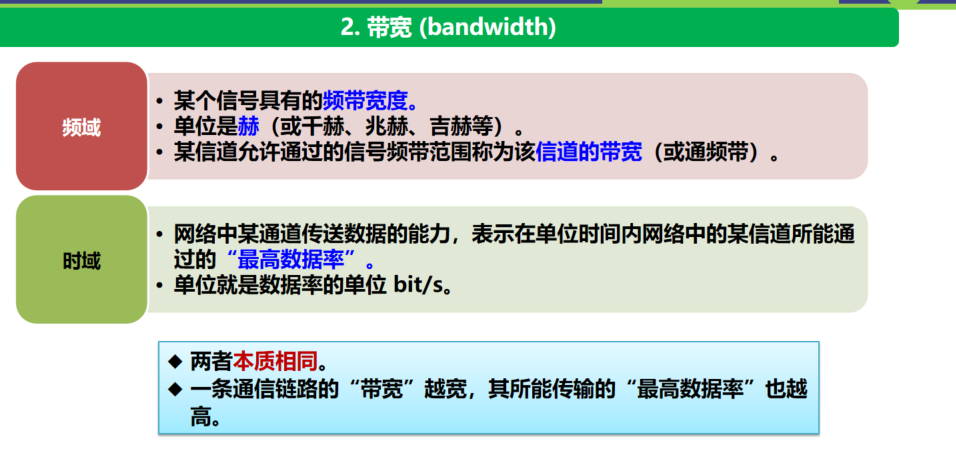 2. 带宽 (bandwidth)
频域
• 某个信号具有的频带宽度。
• 单位是赫（或千赫、兆赫、吉赫等）。
• 某信道允许通过的信号频带范围称为该信道的带宽（或通频带）。
时域
• 网络中某通道传送数据的能力，表示在单位时间内网络中的某信道所能通
过的“最高数据率”。
• 单位就是数据率的单位 bit/s。
◆ 两者本质相同。
◆ 一条通信链路的“带宽”越宽，其所能传输的“最高数据率”也越
高。